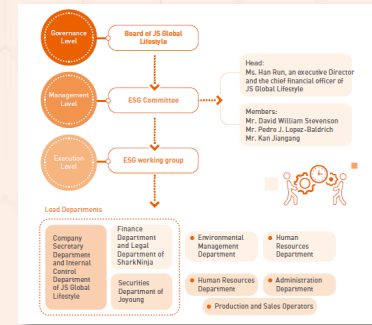 Governance
Level
Board of JS Global
Lifestyle
Management
Level
ESG Committee
Head:
Ms. Han Run, an executive Director
and the chief financial officer of
JS Global Lifestyle
Members:
Mr. David William Stevenson
Mr. Pedro J. Lopez-Baldrich
Mr. Kan Jiangang
Execution
Level
ESG working group
Lead Departments
Company
Secretary
Department
and Internal
Control
Department
of JS Global
Lifestyle
Finance
Department
and Legal
Department of
SharkNinja
Securities
Department of
Joyoung
Environmental
Management
Department
Human
Resources
Department
Human Resources
Department
Administration
Department
Production and Sales Operators